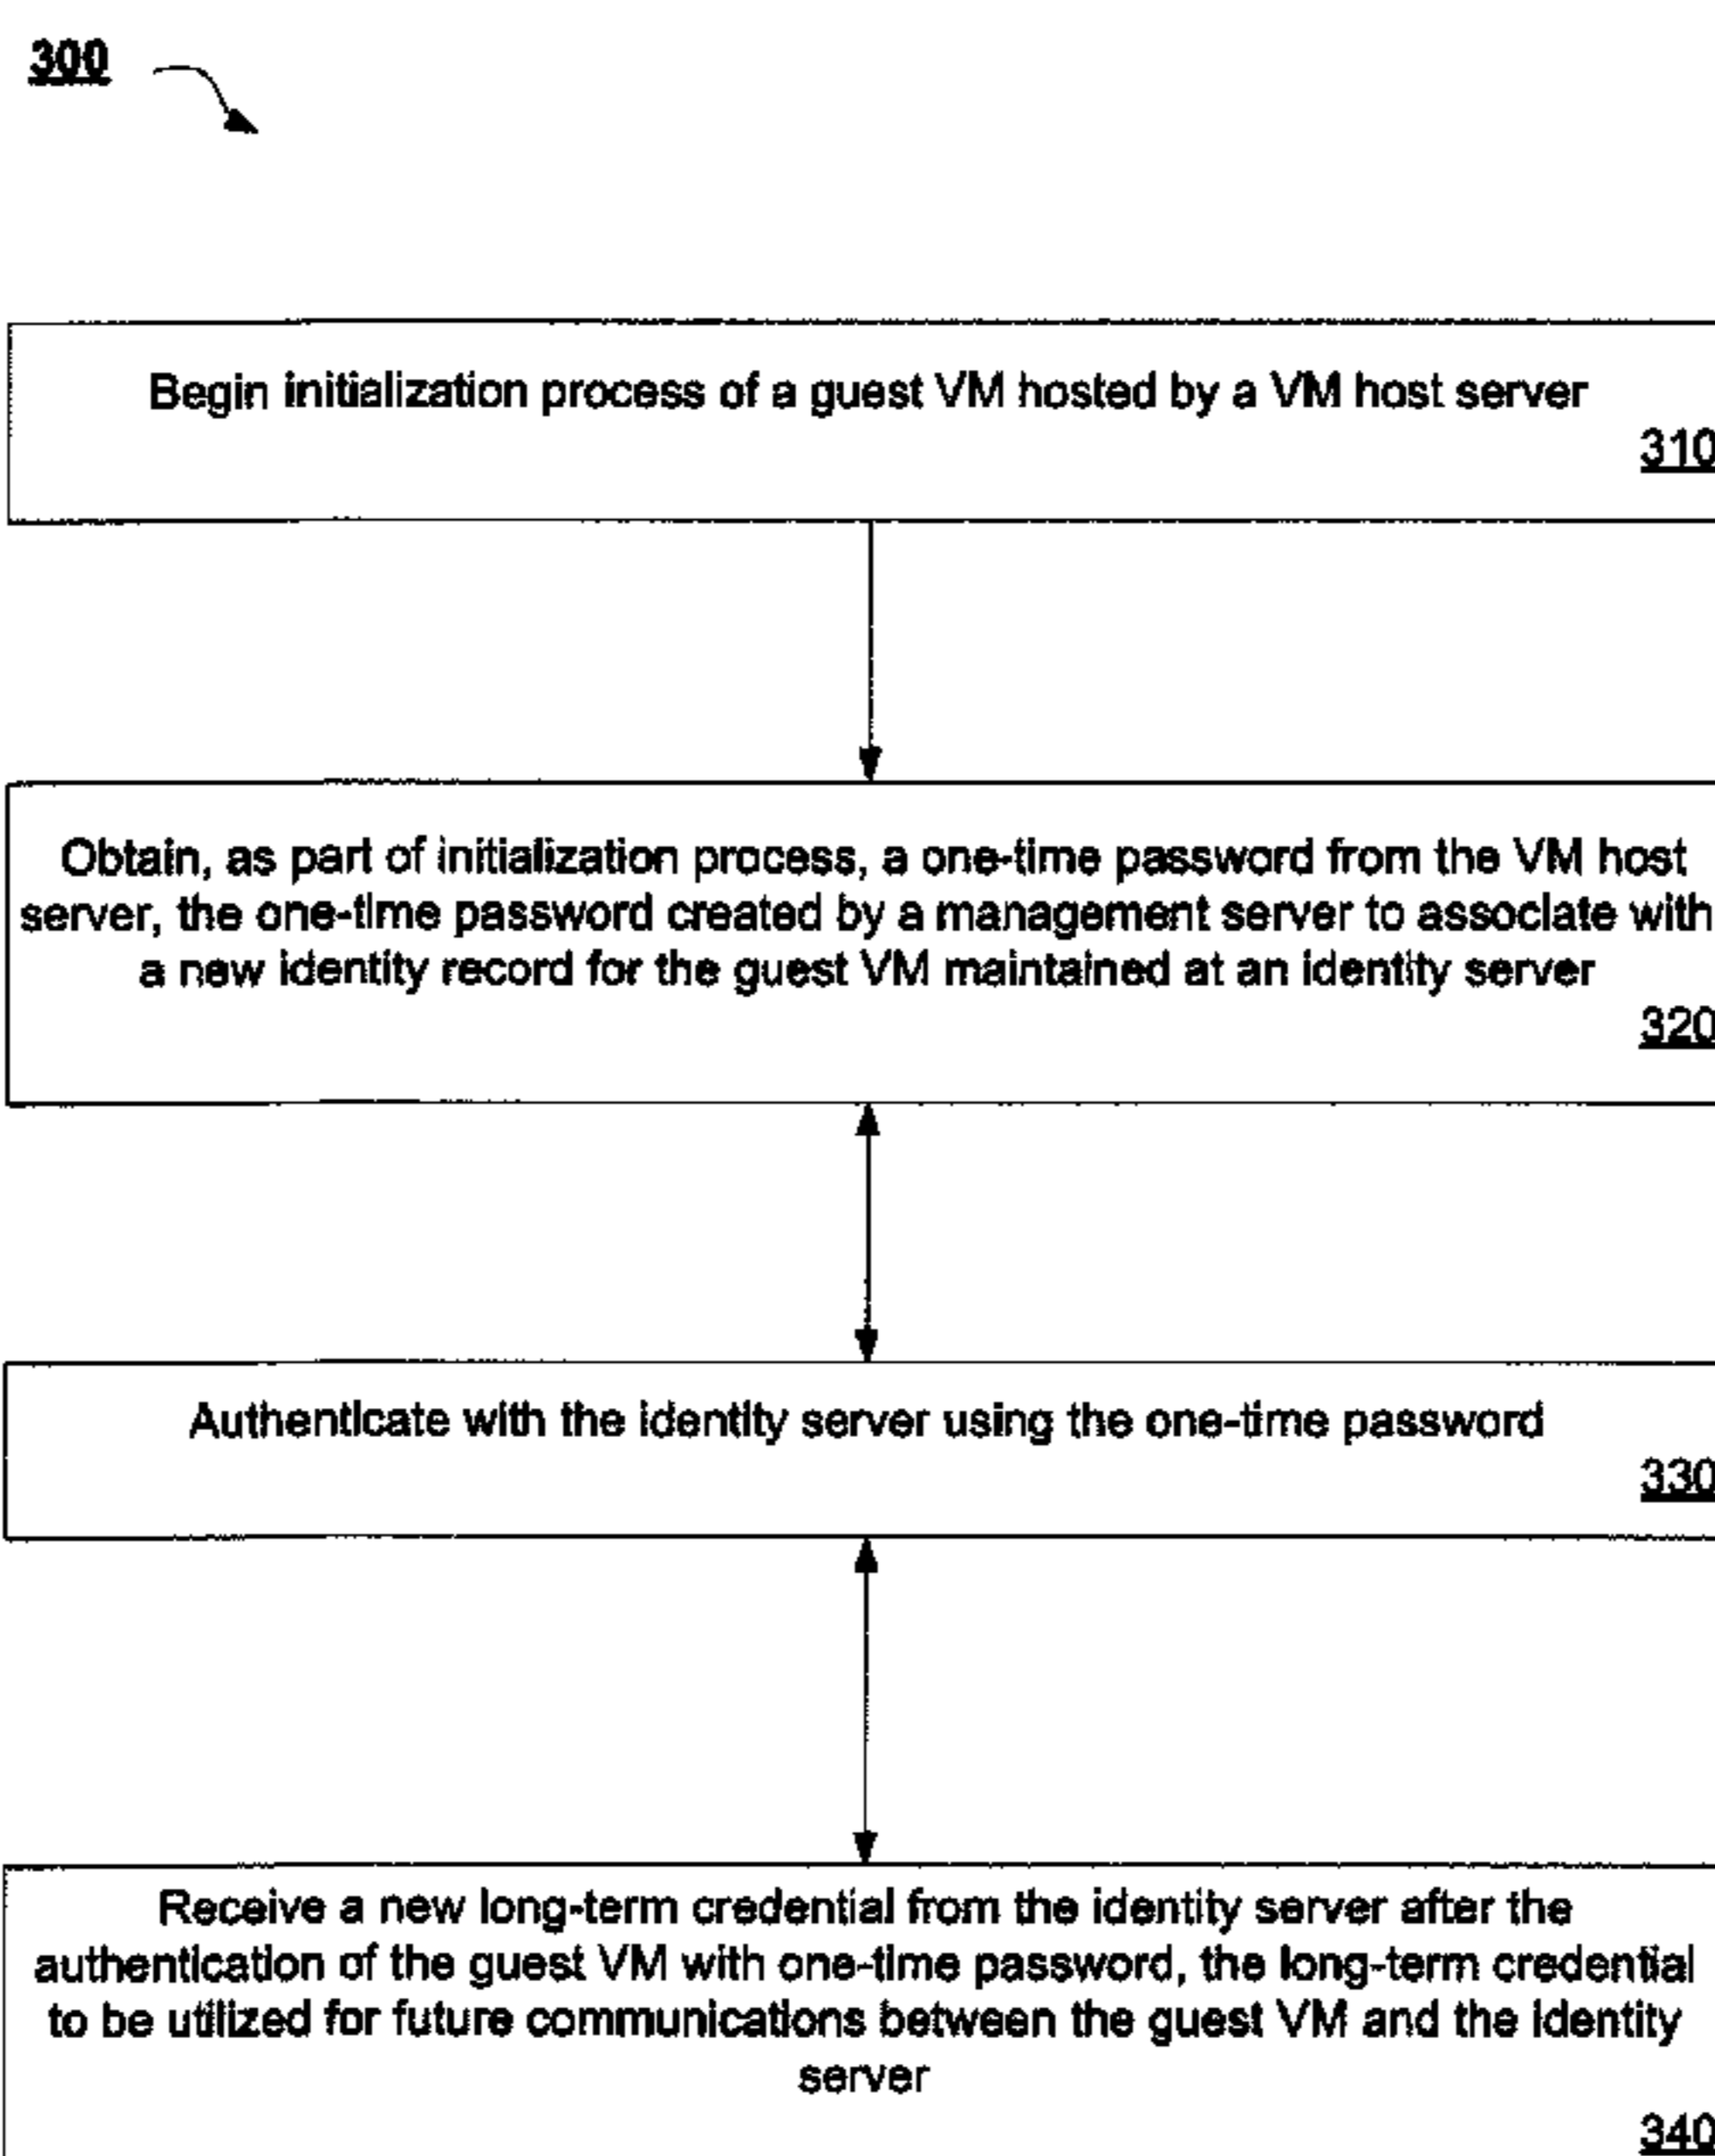 300
Begin initialization process of a guest VM hosted by a VM host server
310
Obtain, as part of initialization process, a one-time password from the VM host
server, the one-time password created by a management server to associate with
a new identity record for the guest VM maintained at an identity server
320
Authenticate with the identity server using the one-time password
330
Receive a new long-term credential from the identity server after the
authentication of the guest VM with one-time password, the long-term credential
to be utilized for future communications between the guest VM and the identity
server
340